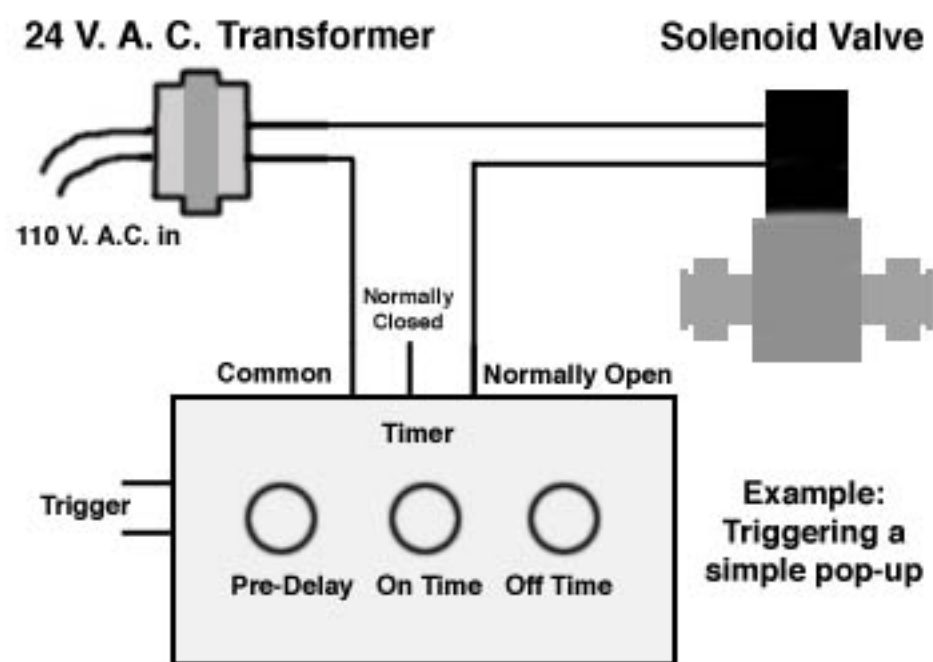 24 V. A. C. Transformer
Solenoid Valve
110 V. A.C. in
Normally
Closed
Common
Normally Open
Timer
Trigger
Pre-Delay
On Time
Off Time
Example:
Triggering a
simple pop-up